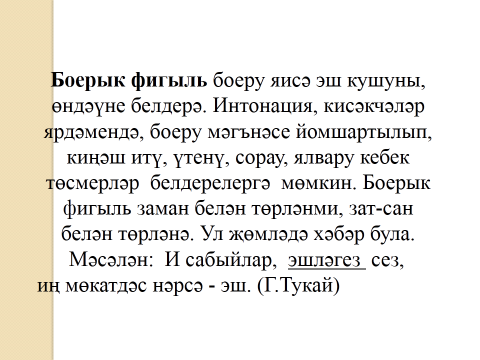 Боерык фигыль боеру яисә эш кушуны,
өндәүне белдерә. Интонация, кисәкчәләр
ярдәмендә, боеру мәгънәсе йомшартылып,
киңәш итү, үтенү, сорау, ялвару кебек
төсмерләр белдерелергә мөмкин. Боерык
фигыль заман белән төрләнми, зат-сан
белән төрләнә. Ул җөмләдә хәбәр була.
Мәсәлән: И сабыйлар, эшләгез сез,
иң мөкатдәс нәрсә - эш. (Г.Тукай)